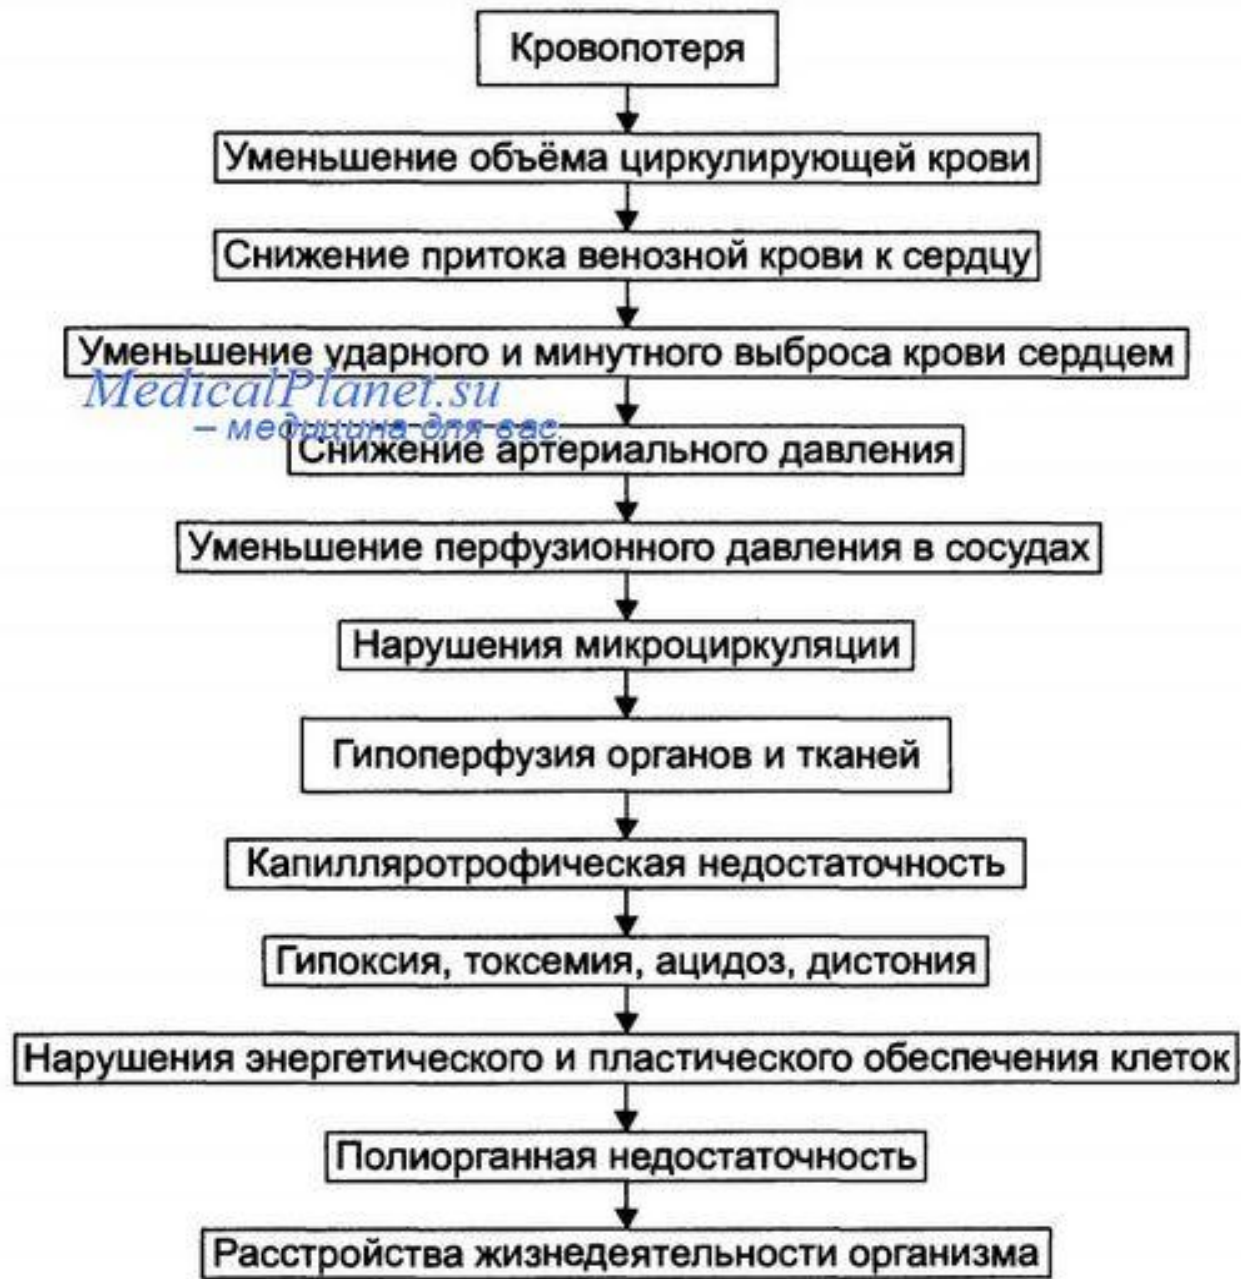 Кровопотеря
Уменьшение объёма циркулирующей крови
Снижение притока венозной крови к сердцу
Уменьшение ударного и минутного выброса крови сердцем
MedicalPlanet.su
– медицина для вас.
Снижение артериального давления
Уменьшение перфузионного давления в сосудах
Нарушения микроциркуляции
Гипоперфузия органов и тканей
Капилляротрофическая недостаточность
Гипоксия, токсемия, ацидоз, дистония
Нарушения энергетического и пластического обеспечения клеток
Полиорганная недостаточность
Расстройства жизнедеятельности организма